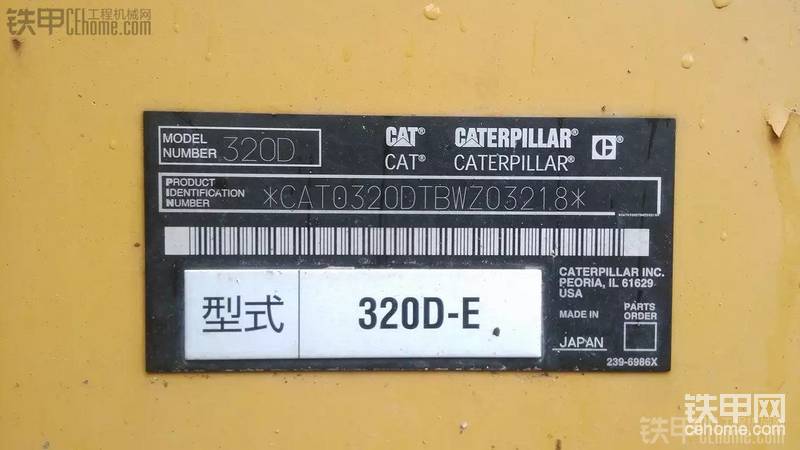 铁甲工程机械网
CEhome.com
MODEL NUMBER 320D
CAT® CATERPILLAR® C
CAT® CATERPILLAR®
PRODUCT IDENTIFICATION NUMBER *CAT0320DTBWZ03218*
型式 320D-E
CATERPILLAR INC.
PEORIA, IL 61629
USA
MADE IN
JAPAN
PARTS
ORDER
239-6986X
铁甲网
cehome.com